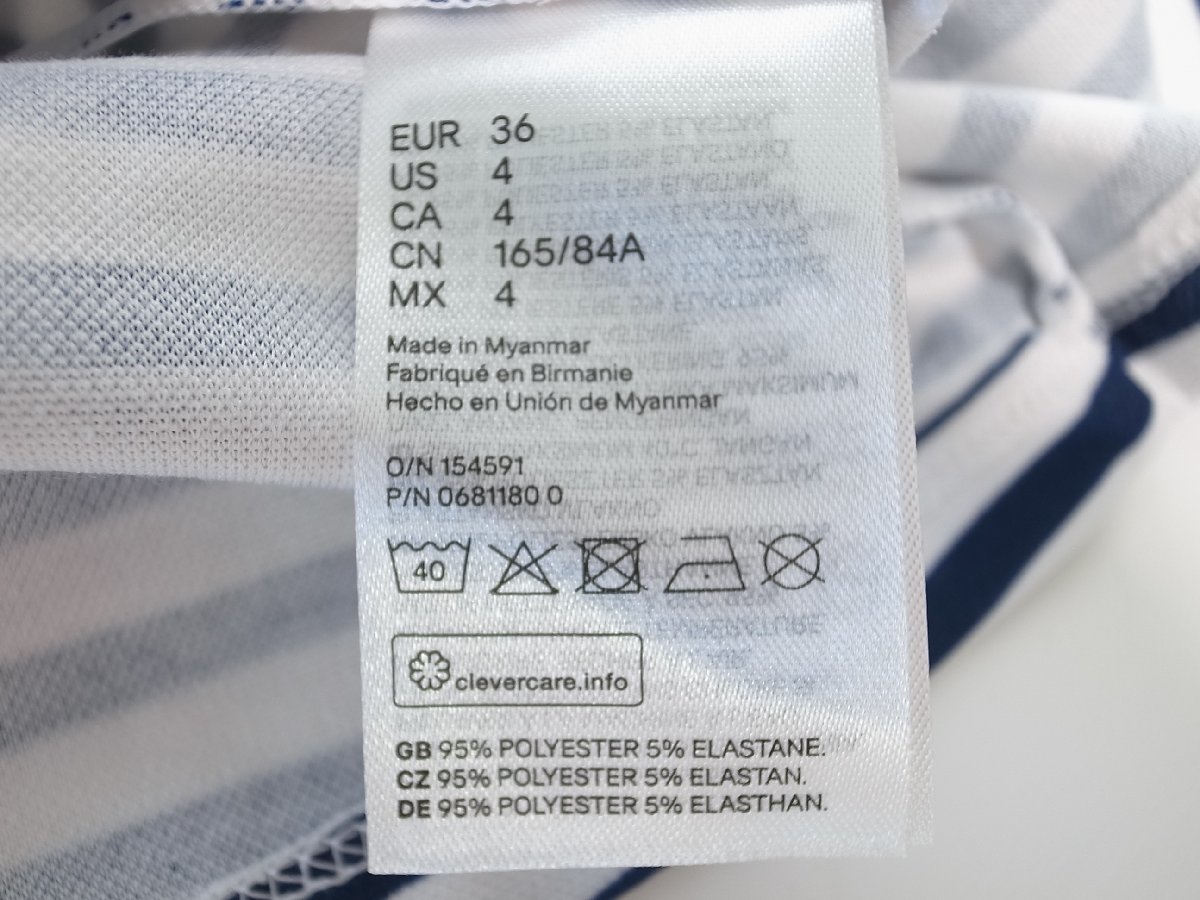 EUR 36
US 4
CA 4
CN 165/84A
MX 4
Made in Myanmar
Fabriqué en Birmanie
Hecho en Unión de Myanmar
O/N 154591
P/N 0681180 0
40
clevercare.info
GB 95% POLYESTER 5% ELASTANE.
CZ 95% POLYESTER 5% ELASTAN.
DE 95% POLYESTER 5% ELASTHAN.